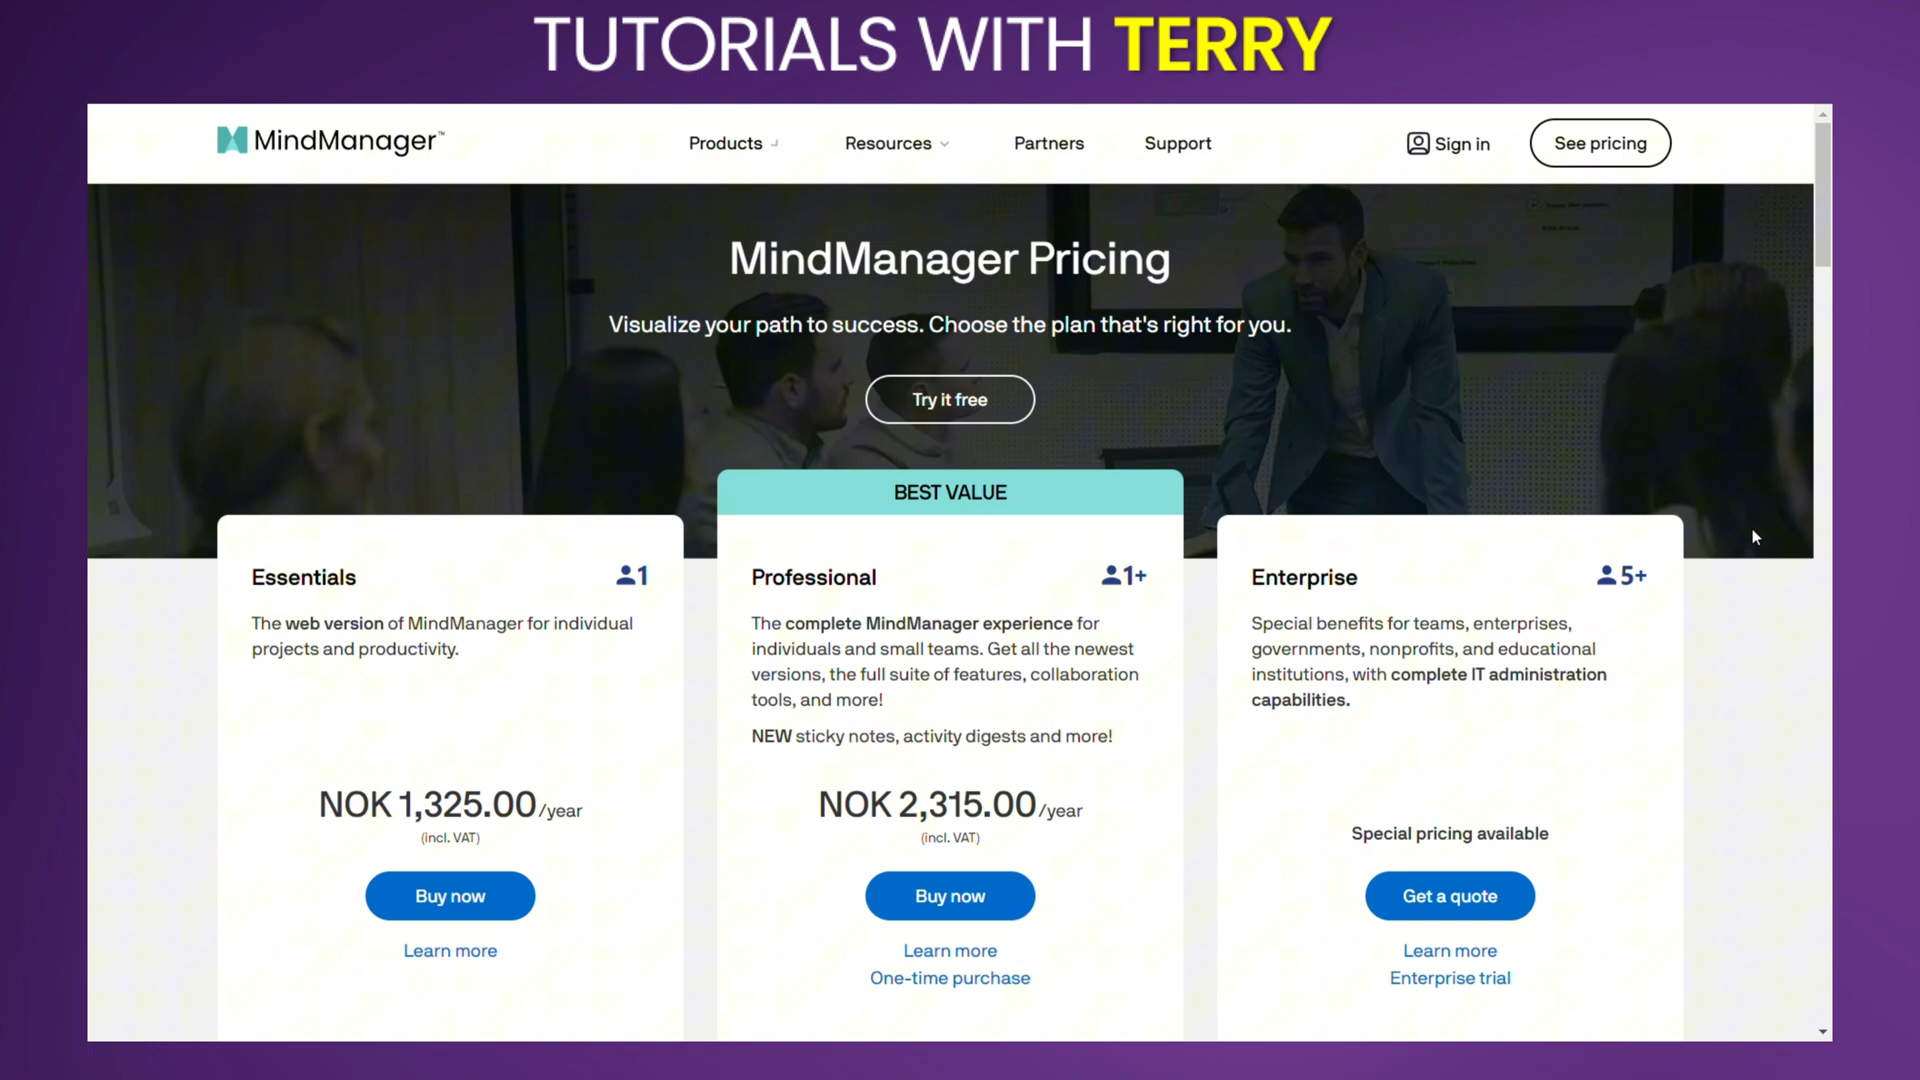 TUTORIALS WITH TERRY
MindManager™
Products
Resources
Partners
Support
Sign in
See pricing
MindManager Pricing
Visualize your path to success. Choose the plan that's right for you.
Try it free
BEST VALUE
Essentials
1
The web version of MindManager for individual
projects and productivity.
NOK 1,325.00/year
(incl. VAT)
Buy now
Learn more
Professional
1+
The complete MindManager experience for
individuals and small teams. Get all the newest
versions, the full suite of features, collaboration
tools, and more!
NEW sticky notes, activity digests and more!
NOK 2,315.00/year
(incl. VAT)
Buy now
Learn more
One-time purchase
Enterprise
5+
Special benefits for teams, enterprises,
governments, nonprofits, and educational
institutions, with complete IT administration
capabilities.
Special pricing available
Get a quote
Learn more
Enterprise trial